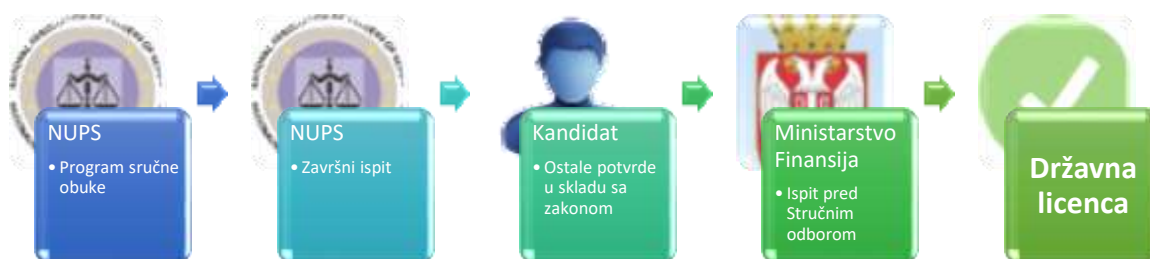 NUPS
• Program sručne
obuke
NUPS
• Završni ispit
Kandidat
• Ostale potvrde
u skladu sa
zakonom
Ministarstvo
Finansija
• Ispit pred
Stručnim
odborom
Državna
licenca